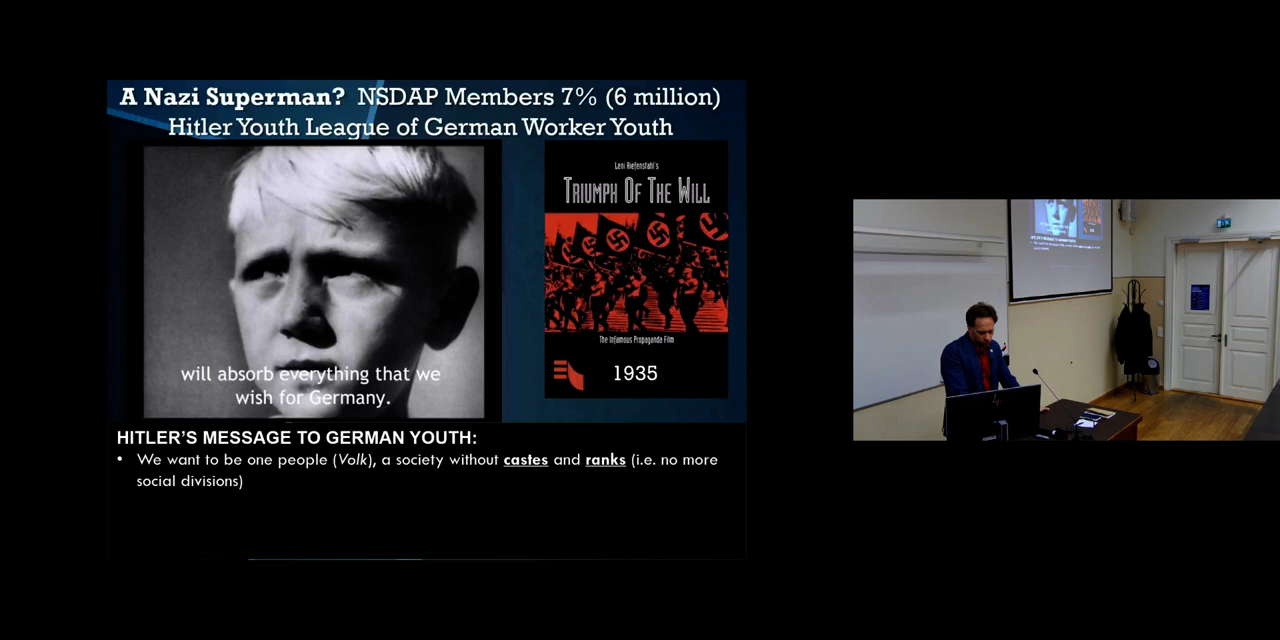 A Nazi Superman? NSDAP Members 7% (6 million)
Hitler Youth League of German Worker Youth
will absorb everything that we
wish for Germany.
Leni Riefenstahl's
TRIUMPH OF THE WILL
The Infamous Propaganda Film
1935
HITLER'S MESSAGE TO GERMAN YOUTH:
• We want to be one people (Volk), a society without castes and ranks (i.e. no more
social divisions)